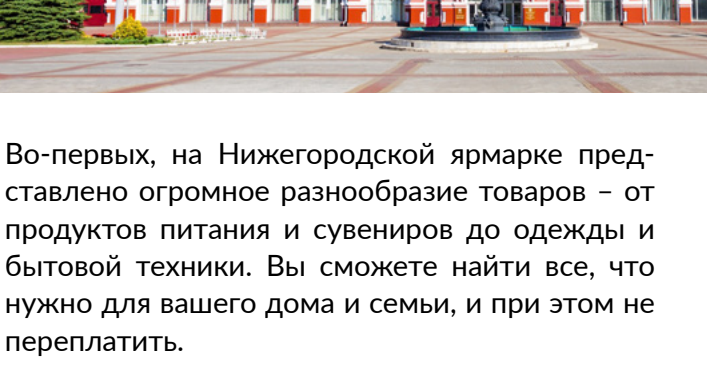 Во-первых, на Нижегородской ярмарке пред-
ставлено огромное разнообразие товаров – от
продуктов питания и сувениров до одежды и
бытовой техники. Вы сможете найти все, что
нужно для вашего дома и семьи, и при этом не
переплатить.